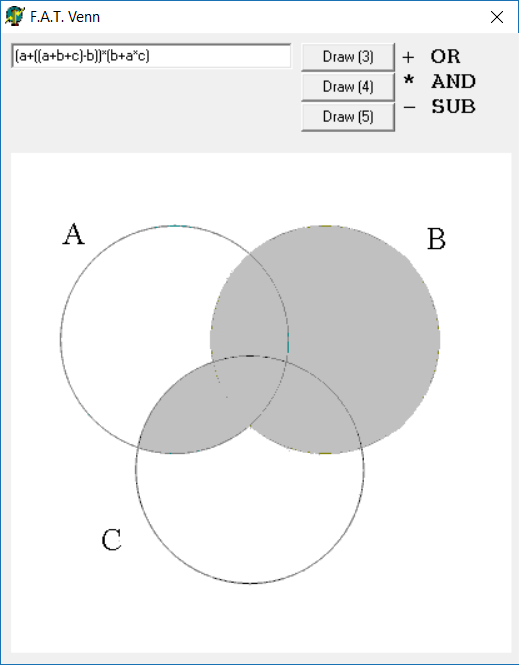 F.A.T. Venn
(a+((a+b+c)-b))*(b+a*c)
Draw (3)
+ OR
Draw (4)
* AND
Draw (5)
− SUB
A
B
C